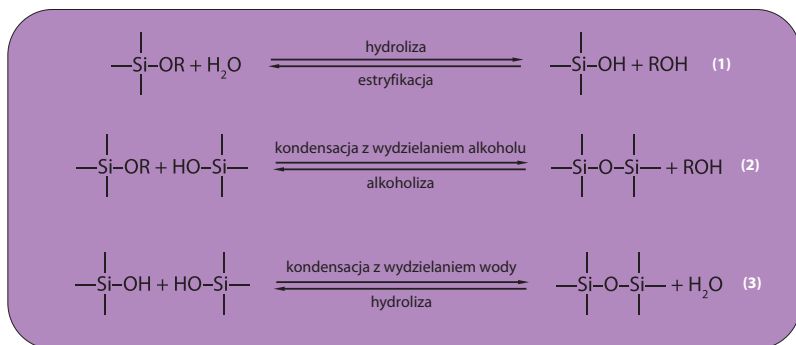 hydroliza
Si–OR + H₂O Si–OH + ROH (1)
estryfikacja
kondensacja z wydzielaniem alkoholu
Si–OR + HO–Si Si–O–Si + ROH (2)
alkoholiza
kondensacja z wydzielaniem wody
Si–OH + HO–Si Si–O–Si + H₂O (3)
hydroliza